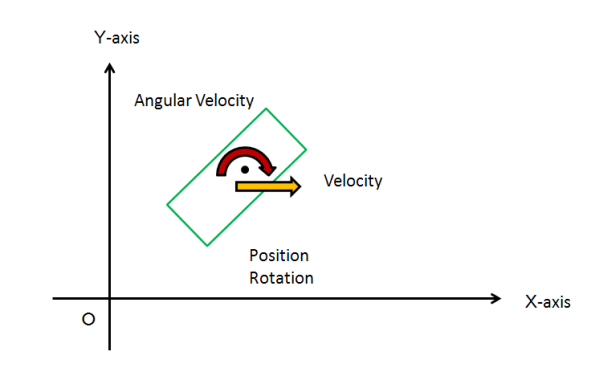 Y-axis
Angular Velocity
Velocity
Position
Rotation
X-axis
O